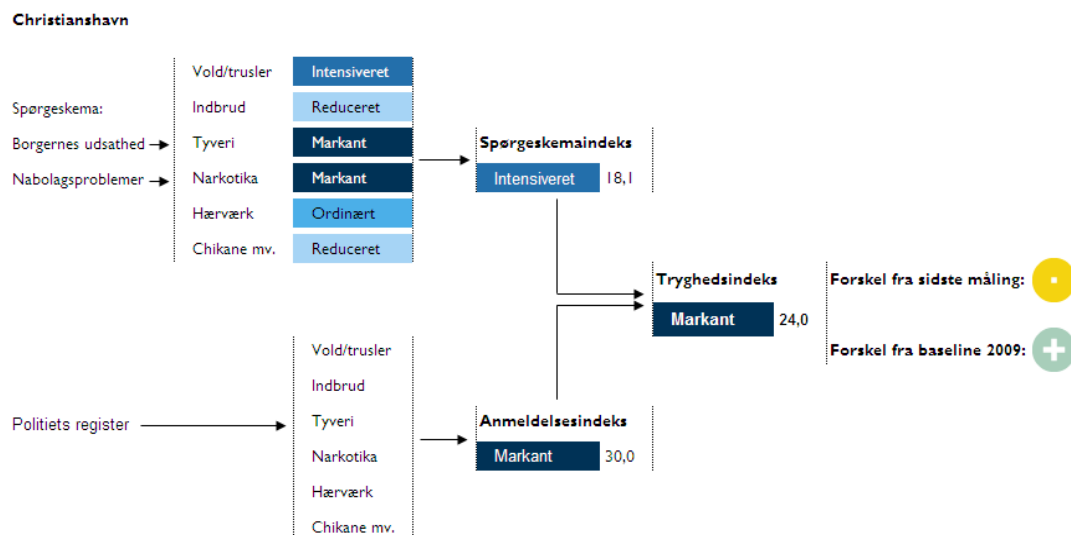 Christianshavn
Vold/trusler Intensiveret
Spørgeskema:
Indbrud Reduceret
Borgernes udsathed
Tyveri Markant
Nabolagsproblemer
Narkotika Markant
Hærværk Ordinært
Chikane mv. Reduceret
Spørgeskemaindeks
Intensiveret 18,1
Tryghedsindeks
Markant 24,0
Forskel fra sidste måling:
Forskel fra baseline 2009:
Politiets register
Vold/trusler
Indbrud
Tyveri
Narkotika
Hærværk
Chikane mv.
Anmeldelsesindeks
Markant 30,0